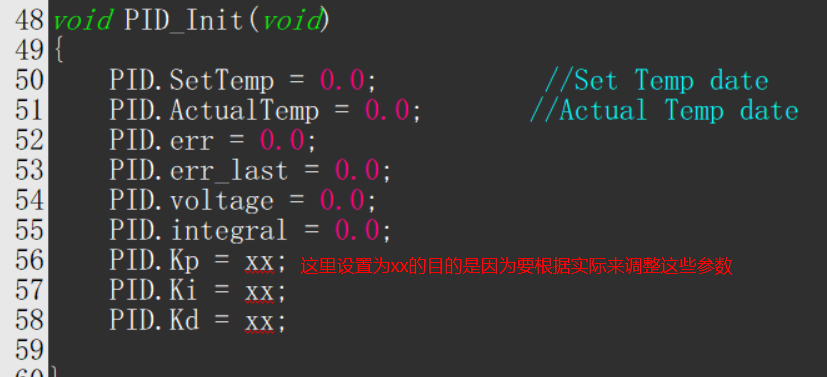 48 void PID_Init(void)
49 {
50 PID.SetTemp = 0.0; //Set Temp date
51 PID.ActualTemp = 0.0; //Actual Temp date
52 PID.err = 0.0;
53 PID.err_last = 0.0;
54 PID.voltage = 0.0;
55 PID.integral = 0.0;
56 PID.Kp = xx; 这里设置为xx的目的是因为要根据实际来调整这些参数
57 PID.Ki = xx;
58 PID.Kd = xx;
59
60 }